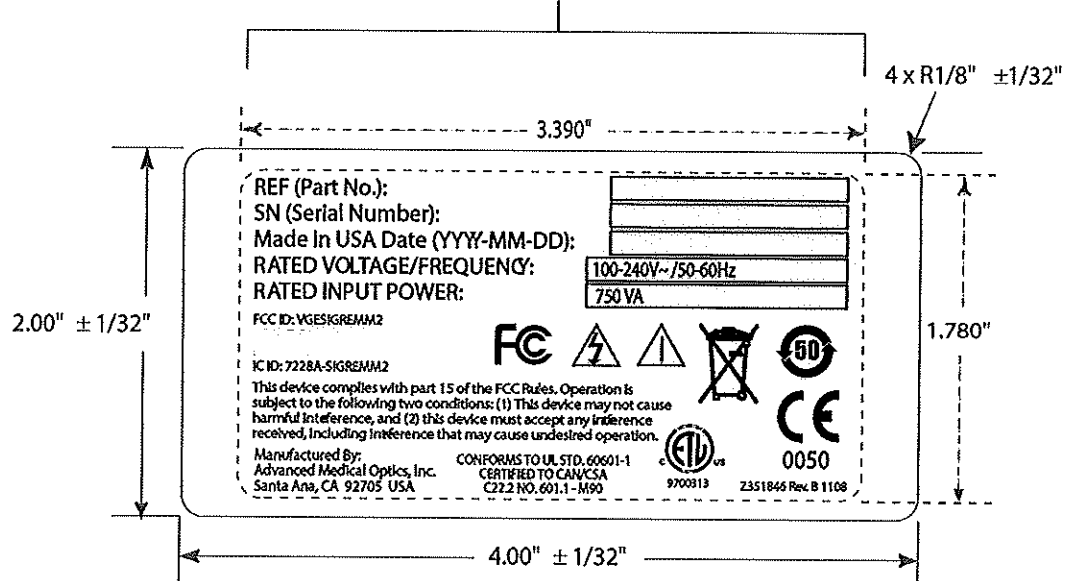 4 x R1/8" ±1/32"
3.390"
REF (Part No.):
SN (Serial Number):
Made In USA Date (YYYY-MM-DD):
RATED VOLTAGE/FREQUENCY: 100-240V~/50-60Hz
RATED INPUT POWER: 750 VA
2.00" ±1/32"
1.780"
FCC ID: VGESIGREMM2
FC
50
IC ID: 7228A-SIGREMM2
This device complies with part 15 of the FCC Rules. Operation is
subject to the following two conditions: (1) This device may not cause
harmful inteference, and (2) this device must accept any inference
received, including inteference that may cause undesired operation.
CE
0050
Manufactured By:
Advanced Medical Optics, Inc.
Santa Ana, CA 92705 USA
CONFORMS TO UL STD. 60601-1
CERTIFIED TO CAN/CSA
C22.2 NO. 601.1 - M90
C ETL US
9700313
Z351846 Rev. B 1108
4.00" ±1/32"